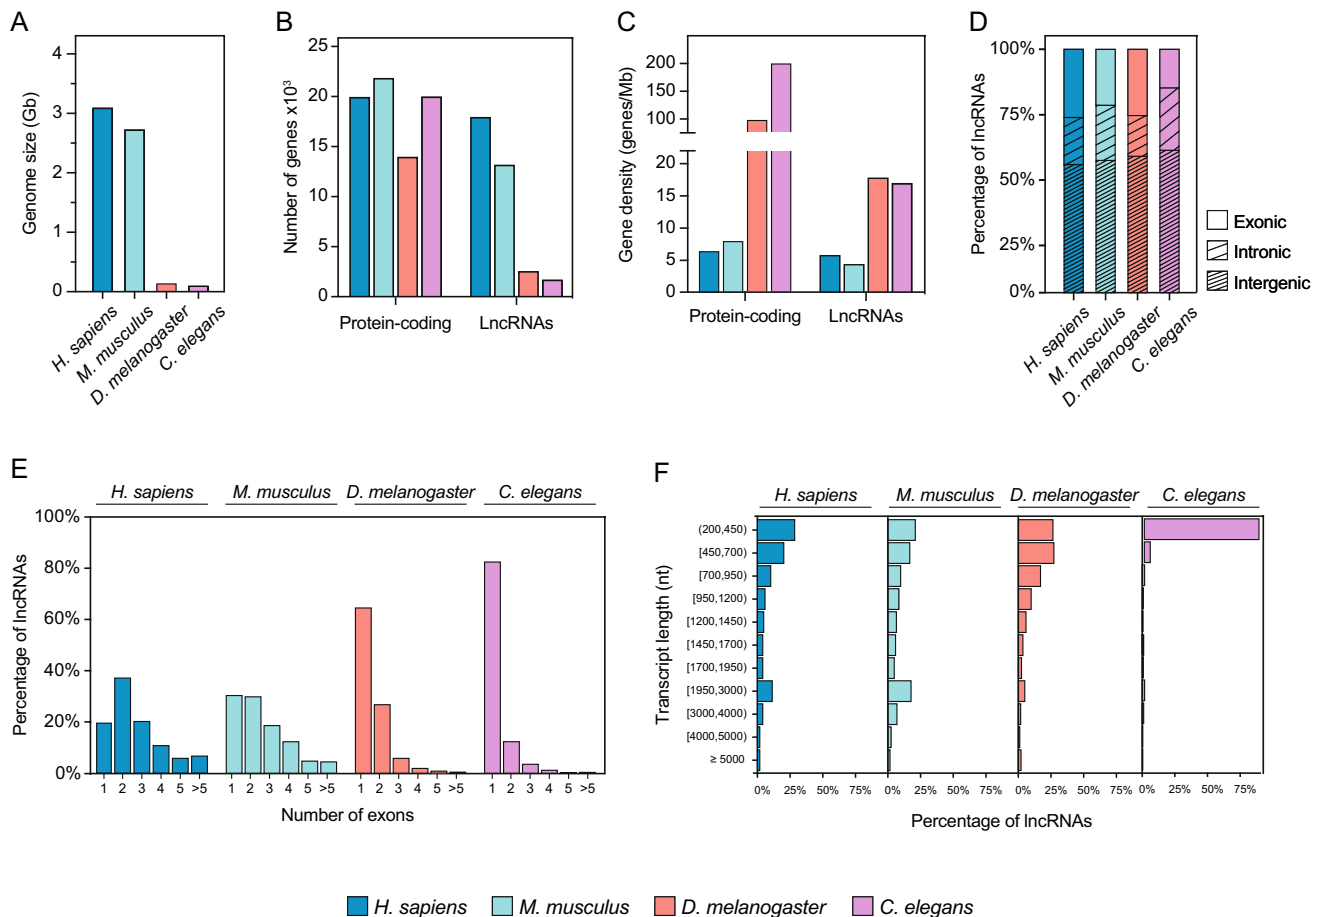 A
Genome size (Gb)
4
3
2
1
0
H. sapiens
M. musculus
D. melanogaster
C. elegans
B
Number of genes x10³
25
20
15
10
5
0
Protein-coding
LncRNAs
C
Gene density (genes/Mb)
200
150
100
20
15
10
5
0
Protein-coding
LncRNAs
D
Percentage of lncRNAs
100%
75%
50%
25%
0%
H. sapiens
M. musculus
D. melanogaster
C. elegans
Exonic
Intronic
Intergenic
E
H. sapiens M. musculus D. melanogaster C. elegans
Percentage of lncRNAs
100%
80%
60%
40%
20%
0%
1 2 3 4 5 >5 1 2 3 4 5 >5 1 2 3 4 5 >5 1 2 3 4 5 >5
Number of exons
F
H. sapiens M. musculus D. melanogaster C. elegans
Transcript length (nt)
(200,450)
[450,700)
[700,950)
[950,1200)
[1200,1450)
[1450,1700)
[1700,1950)
[1950,3000)
[3000,4000)
[4000,5000)
≥ 5000
0% 25% 50% 75% 0% 25% 50% 75% 0% 25% 50% 75% 0% 25% 50% 75%
Percentage of lncRNAs
H. sapiens M. musculus D. melanogaster C. elegans